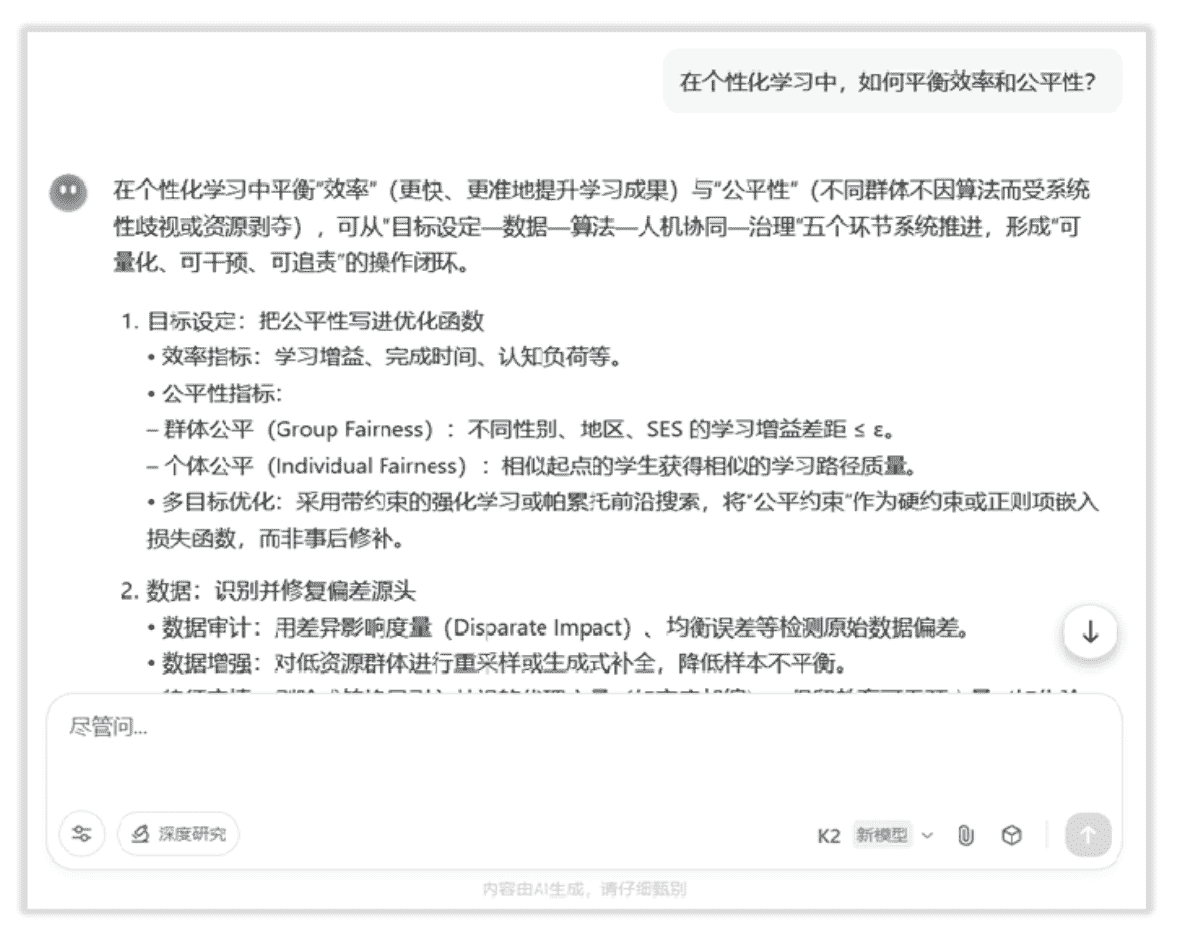 在个性化学习中，如何平衡效率和公平性？
在个性化学习中平衡“效率”（更快、更准地提升学习成果）与“公平性”（不同群体不因算法而受系统
性歧视或资源剥夺），可从“目标设定—数据—算法—人机协同—治理”五个环节系统推进，形成“可
量化、可干预、可追责”的操作闭环。
1. 目标设定：把公平性写进优化函数
• 效率指标：学习增益、完成时间、认知负荷等。
• 公平性指标：
– 群体公平（Group Fairness）：不同性别、地区、SES 的学习增益差距 ≤ ε。
– 个体公平（Individual Fairness）：相似起点的学生获得相似的学习路径质量。
• 多目标优化：采用带约束的强化学习或帕累托前沿搜索，将“公平约束”作为硬约束或正则项嵌入
损失函数，而非事后修补。
2. 数据：识别并修复偏差源头
• 数据审计：用差异影响度量（Disparate Impact）、均衡误差等检测原始数据偏差。
• 数据增强：对低资源群体进行重采样或生成式补全，降低样本不平衡。
尽管问...
深度研究
K2 新模型
内容由AI生成，请仔细甄别